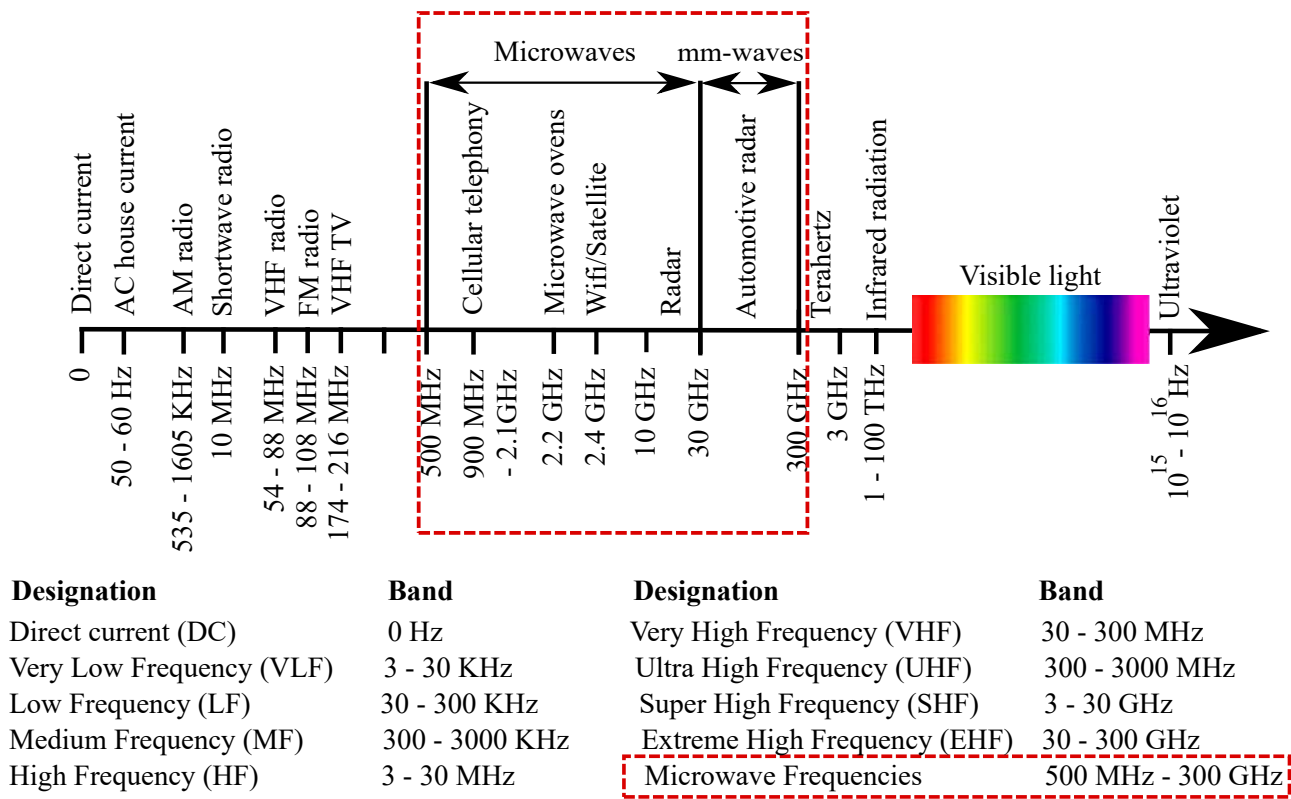 Microwaves
mm-waves
Direct current
AC house current
AM radio
Shortwave radio
VHF radio
FM radio
VHF TV
Cellular telephony
Microwave ovens
Wifi/Satellite
Radar
Automotive radar
Terahertz
Infrared radiation
Visible light
Ultraviolet
0
50 - 60 Hz
535 - 1605 KHz
10 MHz
54 - 88 MHz
88 - 108 MHz
174 - 216 MHz
500 MHz
900 MHz
- 2.1GHz
2.2 GHz
2.4 GHz
10 GHz
30 GHz
300 GHz
3 GHz
1 - 100 THz
10¹⁵ - 10¹⁶ Hz
Designation Band Designation Band
Direct current (DC) 0 Hz Very High Frequency (VHF) 30 - 300 MHz
Very Low Frequency (VLF) 3 - 30 KHz Ultra High Frequency (UHF) 300 - 3000 MHz
Low Frequency (LF) 30 - 300 KHz Super High Frequency (SHF) 3 - 30 GHz
Medium Frequency (MF) 300 - 3000 KHz Extreme High Frequency (EHF) 30 - 300 GHz
High Frequency (HF) 3 - 30 MHz Microwave Frequencies 500 MHz - 300 GHz